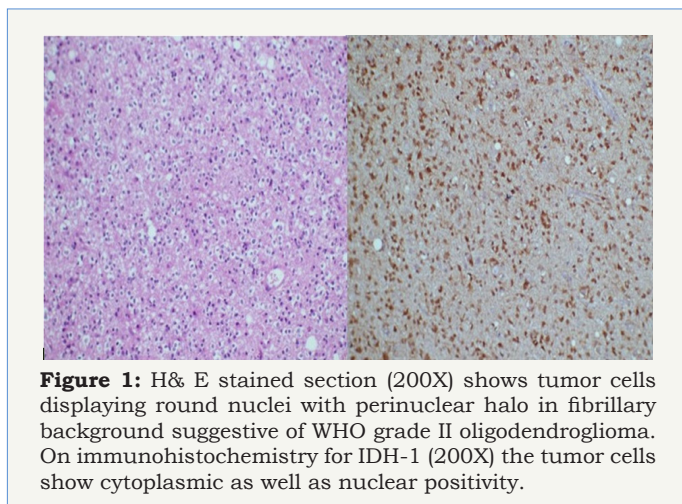 Figure 1: H& E stained section (200X) shows tumor cells
displaying round nuclei with perinuclear halo in fibrillary
background suggestive of WHO grade II oligodendroglioma.
On immunohistochemistry for IDH-1 (200X) the tumor cells
show cytoplasmic as well as nuclear positivity.